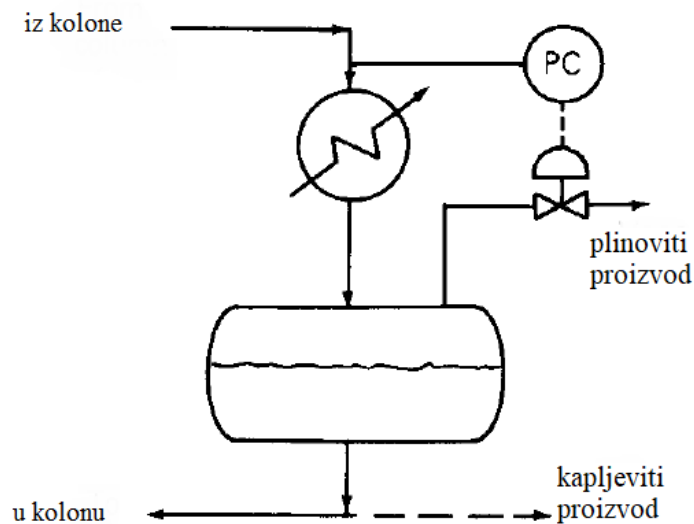 iz kolone
PC
plinoviti
proizvod
kapljeviti
proizvod
u kolonu